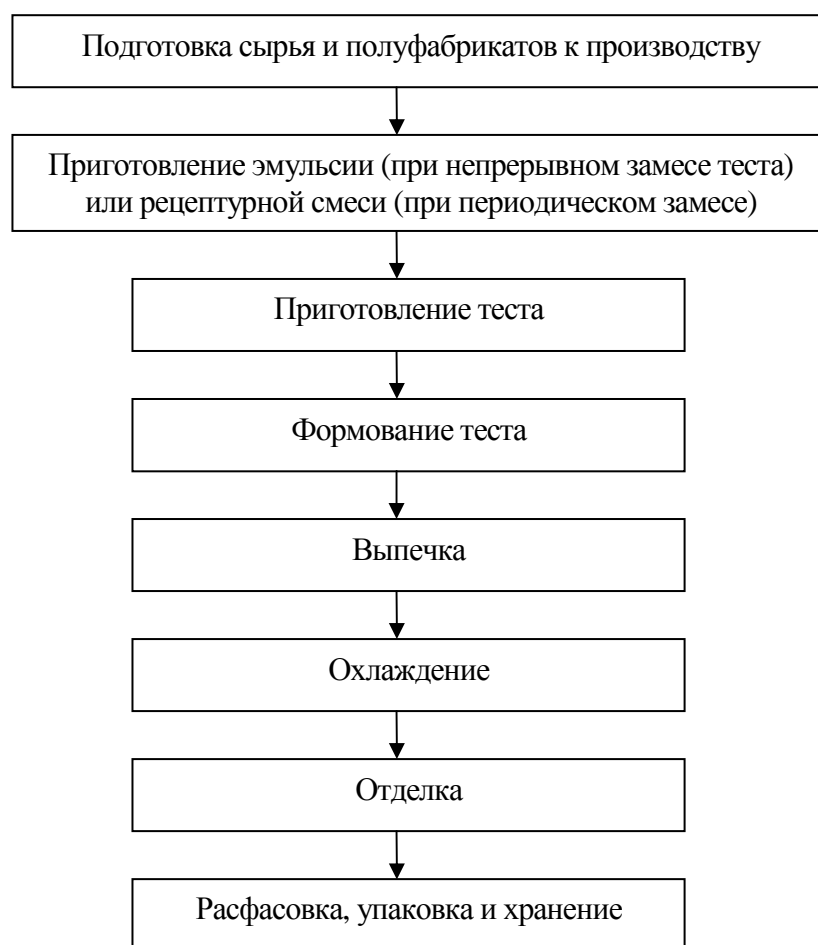 Подготовка сырья и полуфабрикатов к производству
Приготовление эмульсии (при непрерывном замесе теста)
или рецептурной смеси (при периодическом замесе)
Приготовление теста
Формование теста
Выпечка
Охлаждение
Отделка
Расфасовка, упаковка и хранение